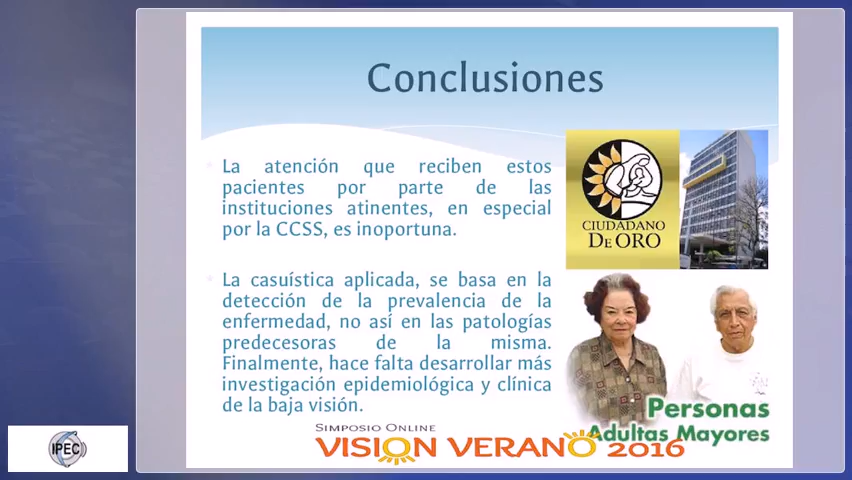 Conclusiones
La atención que reciben estos
pacientes por parte de las
instituciones atinentes, en especial
por la CCSS, es inoportuna.
La casuística aplicada, se basa en la
detección de la prevalencia de la
enfermedad, no así en las patologías
predecesoras de la misma.
Finalmente, hace falta desarrollar más
investigación epidemiológica y clínica
de la baja visión.
CIUDADANO
DE ORO
Personas
Adultas Mayores
SIMPOSIO ONLINE
VISION VERANO 2016
IPEC